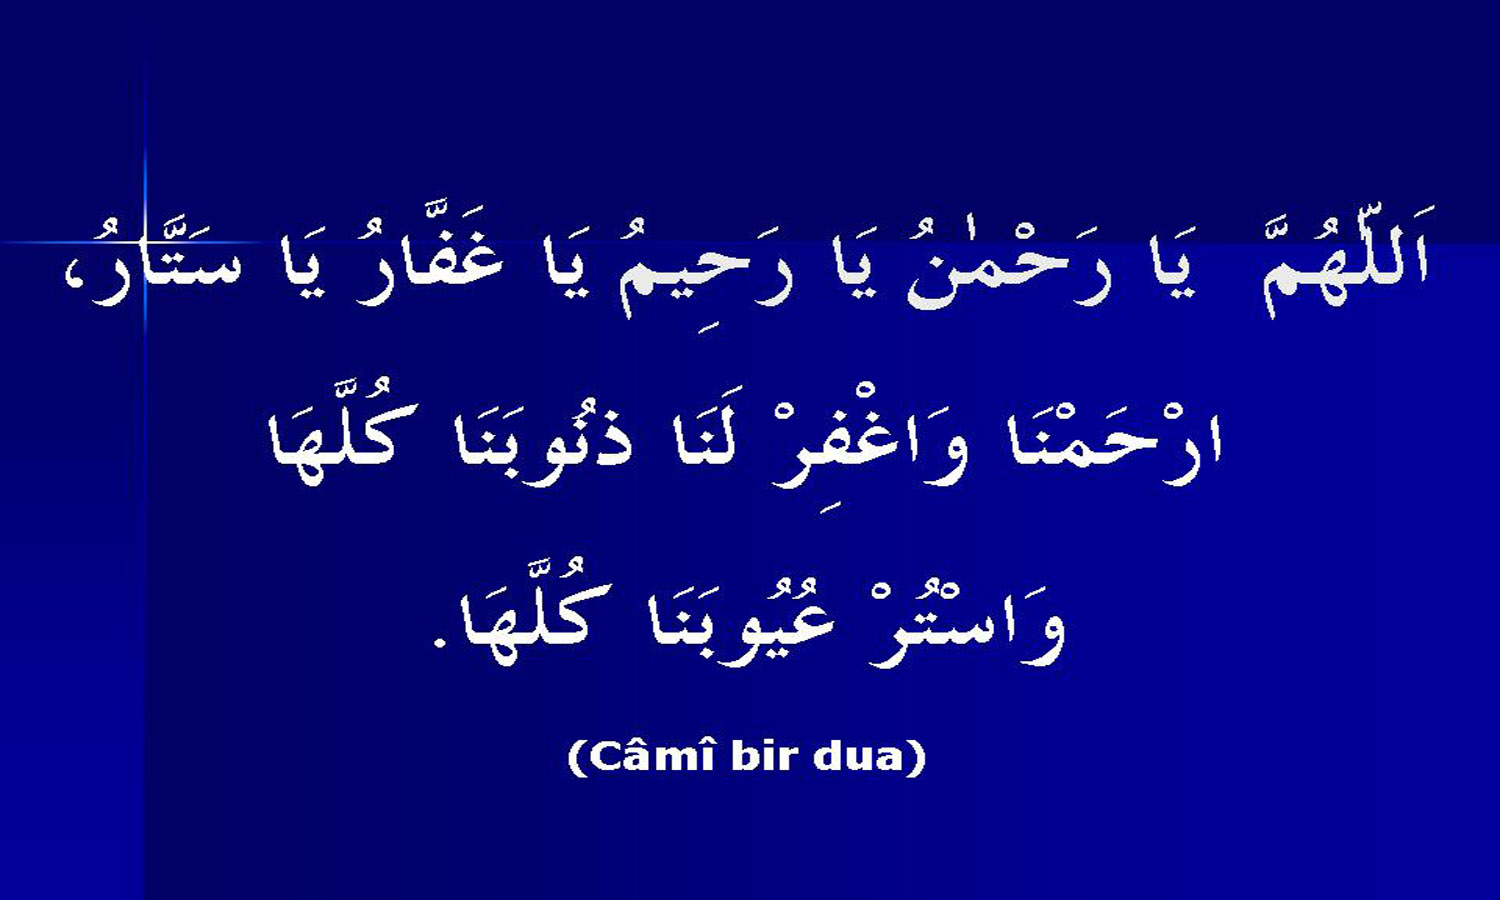 اَللّٰهُمَّ يَا رَحْمٰنُ يَا رَحِيمُ يَا غَفَّارُ يَا سَتَّارُ،
ارْحَمْنَا وَاغْفِرْ لَنَا ذُنُوبَنَا كُلَّهَا
وَاسْتُرْ عُيُوبَنَا كُلَّهَا.
(Câmî bir dua)